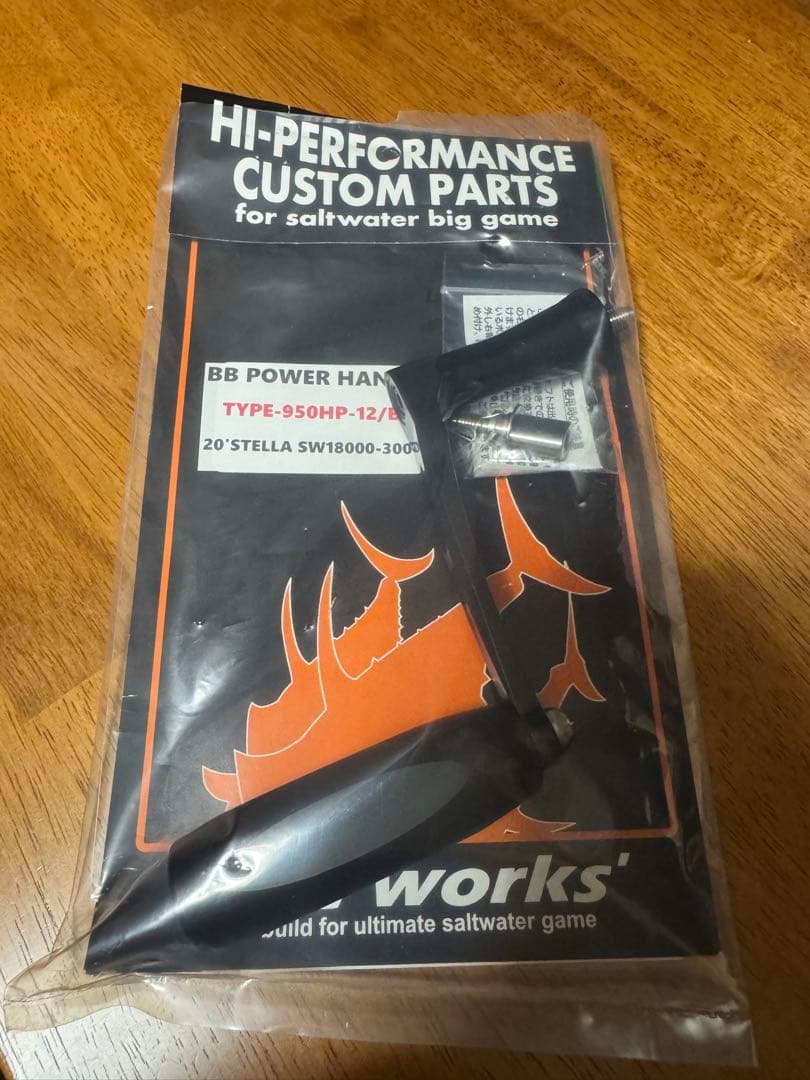 HI-PERFORMANCE
CUSTOM PARTS
for saltwater big game
BB POWER HAN
TYPE-950HP-12/
20'STELLA SW18000-300
works'
build for ultimate saltwater game